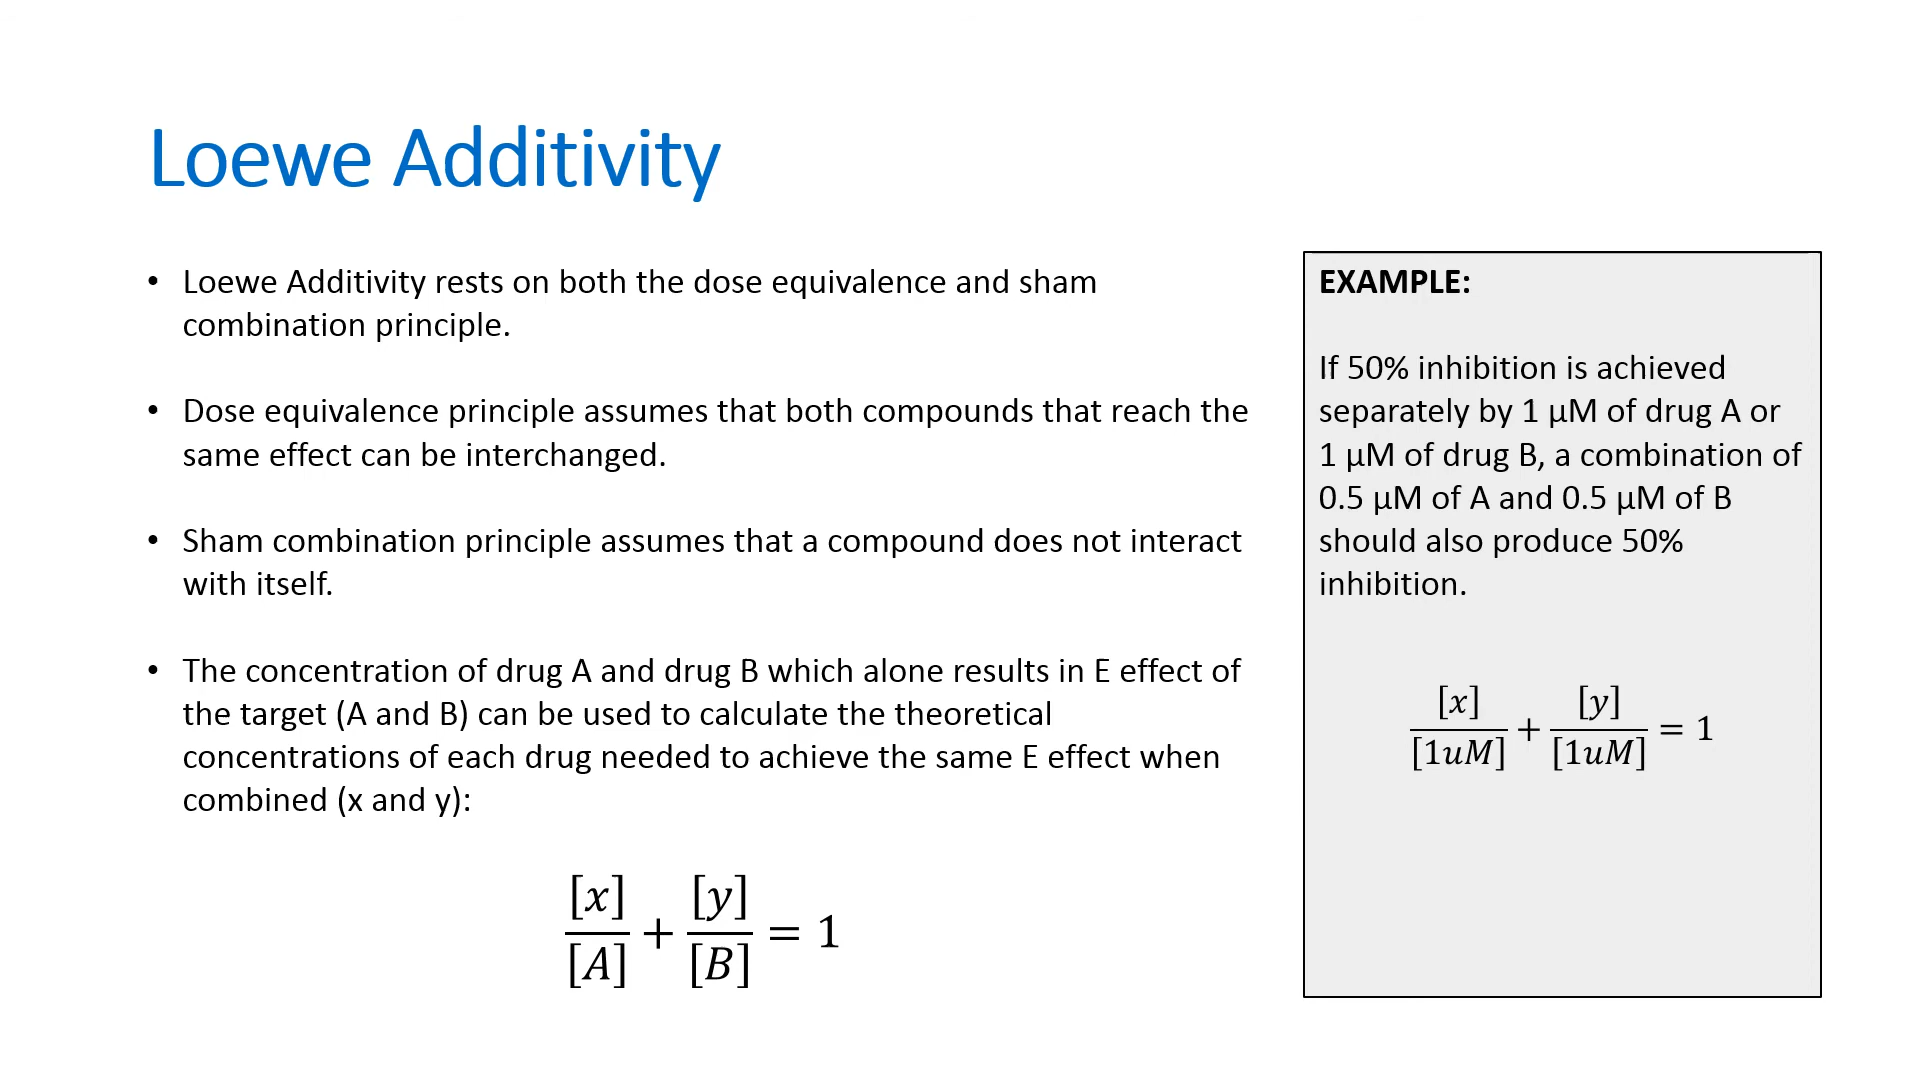 Loewe Additivity
• Loewe Additivity rests on both the dose equivalence and sham
combination principle.
• Dose equivalence principle assumes that both compounds that reach the
same effect can be interchanged.
• Sham combination principle assumes that a compound does not interact
with itself.
• The concentration of drug A and drug B which alone results in E effect of
the target (A and B) can be used to calculate the theoretical
concentrations of each drug needed to achieve the same E effect when
combined (x and y):
[x]/[A] + [y]/[B] = 1
EXAMPLE:
If 50% inhibition is achieved
separately by 1 µM of drug A or
1 µM of drug B, a combination of
0.5 µM of A and 0.5 µM of B
should also produce 50%
inhibition.
[x]/[1uM] + [y]/[1uM] = 1